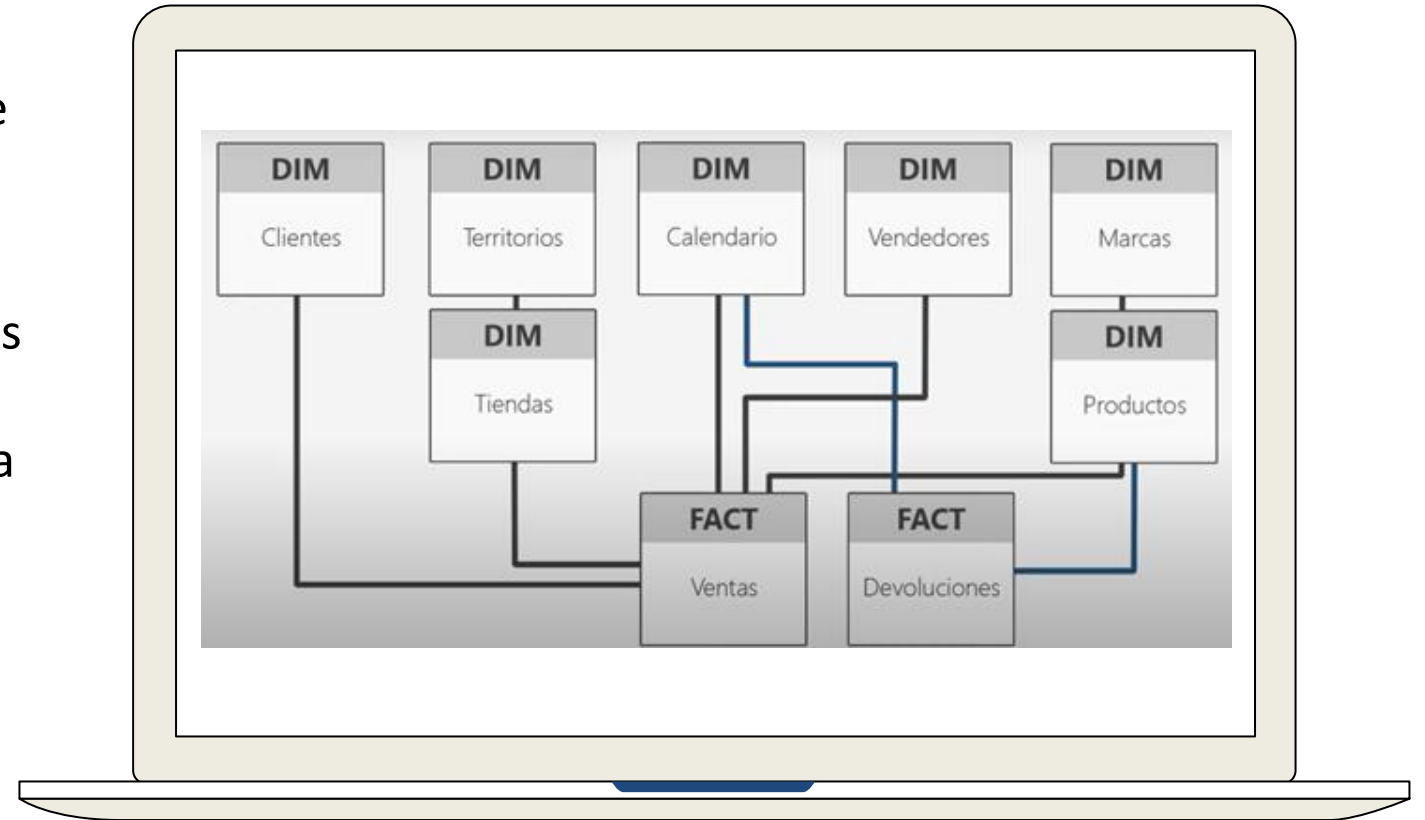 e
s
a
DIM
Clientes
DIM
Territorios
DIM
Calendario
DIM
Vendedores
DIM
Marcas
DIM
Tiendas
DIM
Productos
FACT
Ventas
FACT
Devoluciones